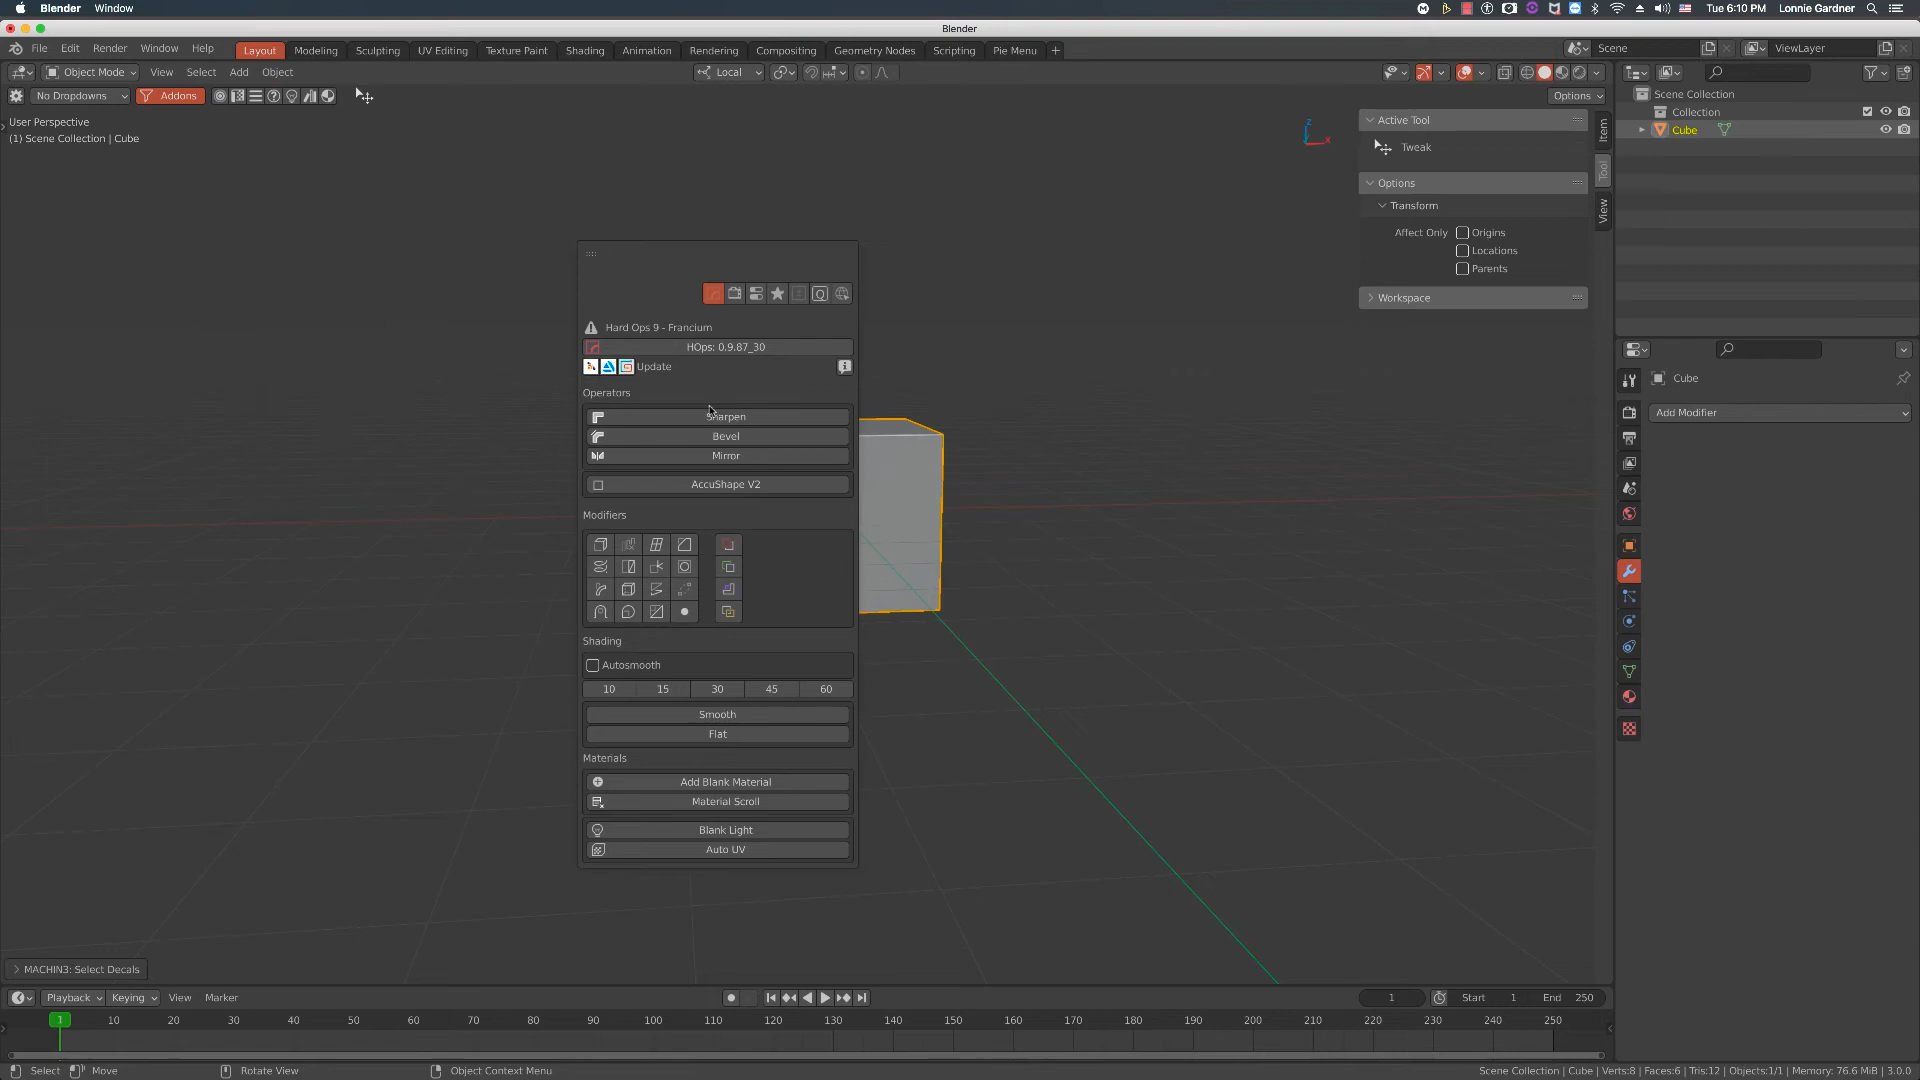 Blender Window Tue 6:10 PM Lonnie Gardner
Blender
File Edit Render Window Help Layout Modeling Sculpting UV Editing Texture Paint Shading Animation Rendering Compositing Geometry Nodes Scripting Pie Menu + Scene ViewLayer
Object Mode View Select Add Object Local
No Dropdowns Addons Options
User Perspective
(1) Scene Collection | Cube
Z
X
Active Tool
Tweak
Options
Transform
Affect Only Origins
Locations
Parents
Workspace
Item
Tool
View
Scene Collection
Collection
Cube
Cube
Add Modifier
Hard Ops 9 - Francium
HOps: 0.9.87_30
Update
Operators
Sharpen
Bevel
Mirror
AccuShape V2
Modifiers
Shading
Autosmooth
10 15 30 45 60
Smooth
Flat
Materials
Add Blank Material
Material Scroll
Blank Light
Auto UV
MACHIN3: Select Decals
Playback Keying View Marker 1 Start 1 End 250
1 10 20 30 40 50 60 70 80 90 100 110 120 130 140 150 160 170 180 190 200 210 220 230 240 250
Select Move Rotate View Object Context Menu Scene Collection | Cube | Verts:8 | Faces:6 | Tris:12 | Objects:1/1 | Memory: 76.6 MiB | 3.0.0